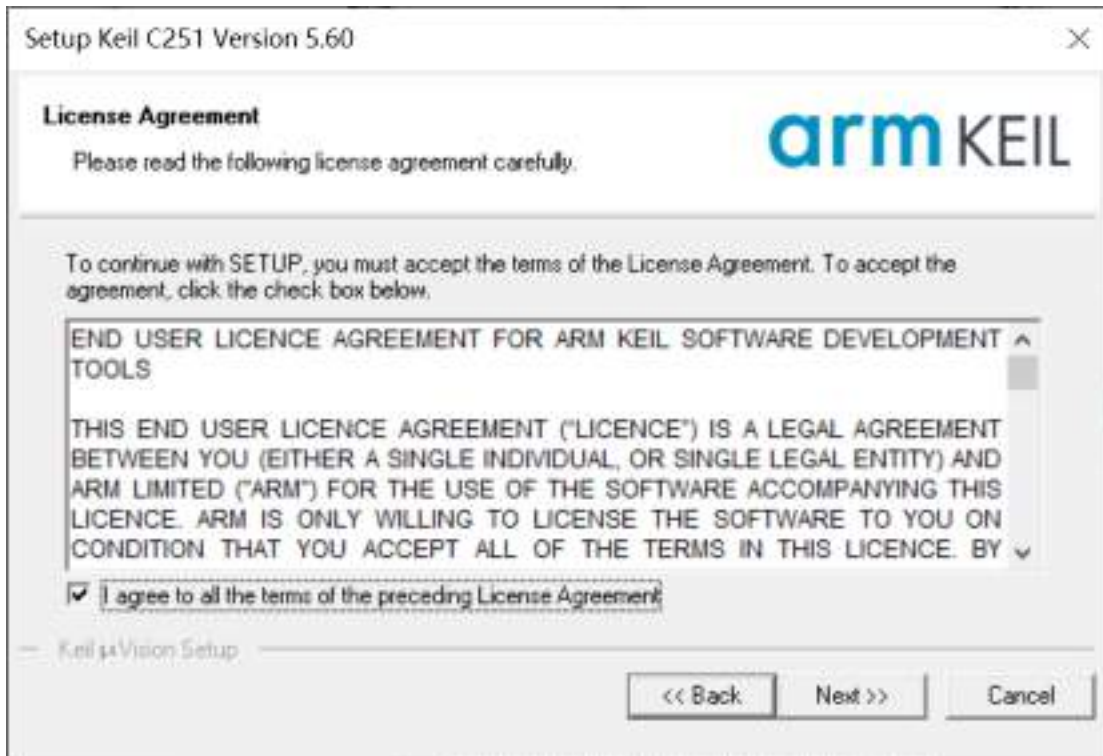 Setup Keil C251 Version 5.60
License Agreement
Please read the following license agreement carefully.
arm KEIL
To continue with SETUP, you must accept the terms of the License Agreement. To accept the
agreement, click the check box below.
END USER LICENCE AGREEMENT FOR ARM KEIL SOFTWARE DEVELOPMENT
TOOLS
THIS END USER LICENCE AGREEMENT ("LICENCE") IS A LEGAL AGREEMENT
BETWEEN YOU (EITHER A SINGLE INDIVIDUAL, OR SINGLE LEGAL ENTITY) AND
ARM LIMITED ("ARM") FOR THE USE OF THE SOFTWARE ACCOMPANYING THIS
LICENCE. ARM IS ONLY WILLING TO LICENSE THE SOFTWARE TO YOU ON
CONDITION THAT YOU ACCEPT ALL OF THE TERMS IN THIS LICENCE. BY
I agree to all the terms of the preceding License Agreement
Keil µVision Setup
<< Back
Next >>
Cancel